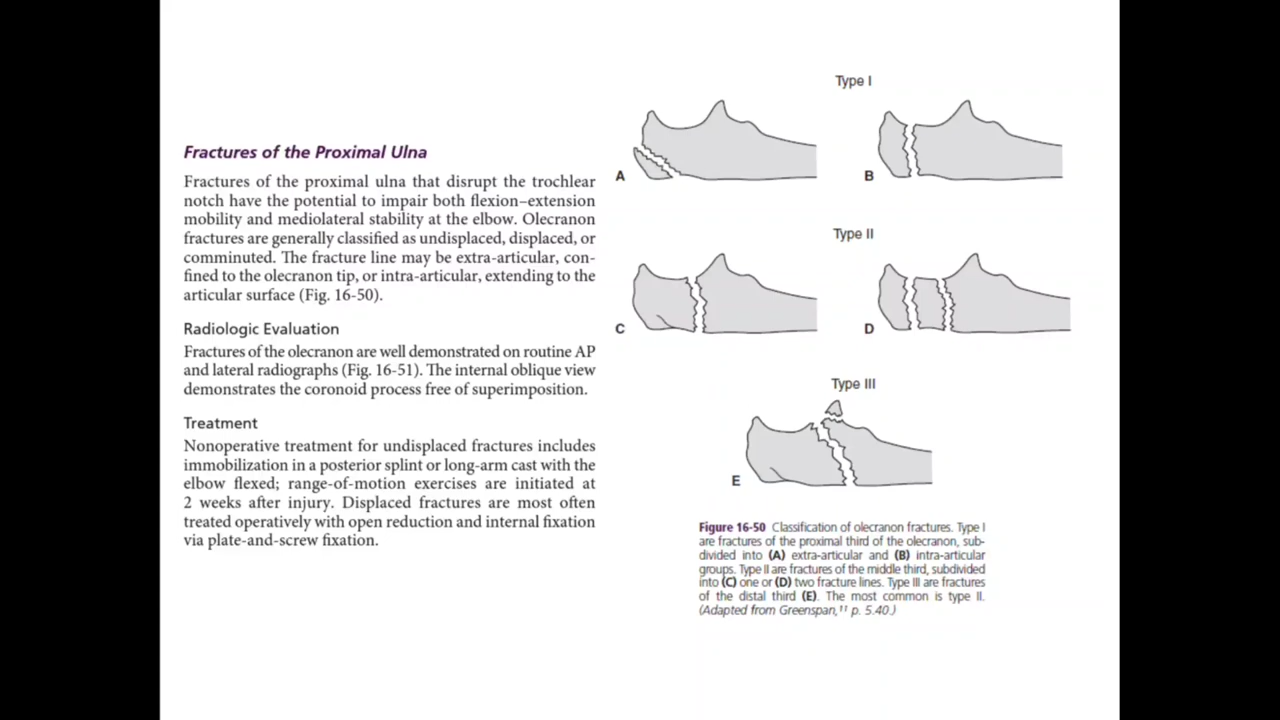 Fractures of the Proximal Ulna
Fractures of the proximal ulna that disrupt the trochlear
notch have the potential to impair both flexion–extension
mobility and mediolateral stability at the elbow. Olecranon
fractures are generally classified as undisplaced, displaced, or
comminuted. The fracture line may be extra-articular, con-
fined to the olecranon tip, or intra-articular, extending to the
articular surface (Fig. 16-50).
Radiologic Evaluation
Fractures of the olecranon are well demonstrated on routine AP
and lateral radiographs (Fig. 16-51). The internal oblique view
demonstrates the coronoid process free of superimposition.
Treatment
Nonoperative treatment for undisplaced fractures includes
immobilization in a posterior splint or long-arm cast with the
elbow flexed; range-of-motion exercises are initiated at
2 weeks after injury. Displaced fractures are most often
treated operatively with open reduction and internal fixation
via plate-and-screw fixation.
Type I
A
B
Type II
C
D
Type III
E
Figure 16-50 Classification of olecranon fractures. Type I
are fractures of the proximal third of the olecranon, sub-
divided into (A) extra-articular and (B) intra-articular
groups. Type II are fractures of the middle third, subdivided
into (C) one or (D) two fracture lines. Type III are fractures
of the distal third (E). The most common is type II.
(Adapted from Greenspan,¹¹ p. 5.40.)